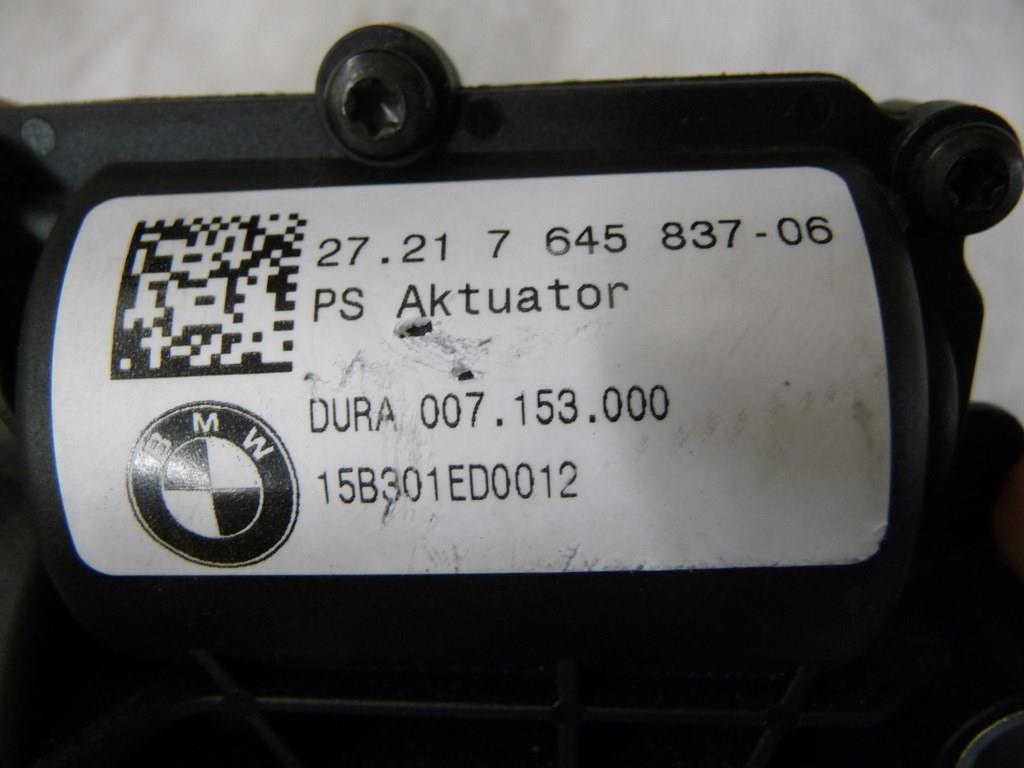 27.21 7 645 837-06
PS Aktuator
DURA 007.153.000
BMW
15B301ED0012